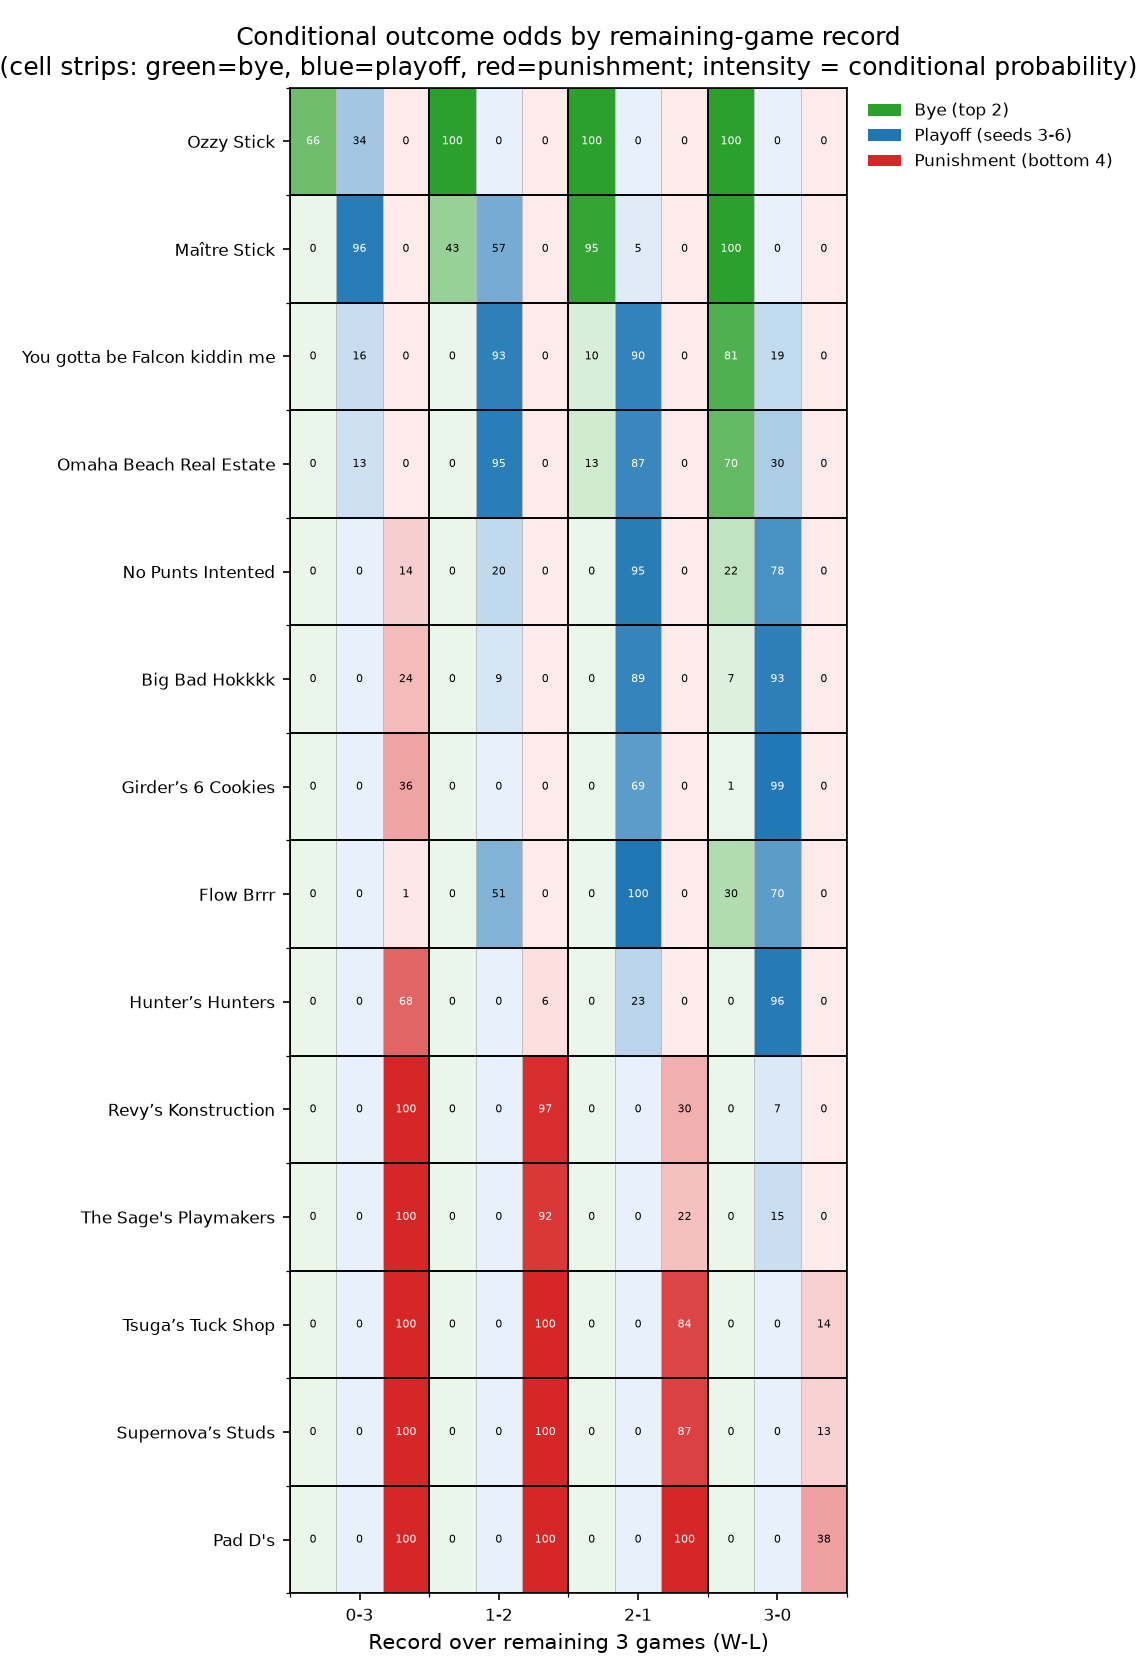 Conditional outcome odds by remaining-game record
(cell strips: green=bye, blue=playoff, red=punishment; intensity = conditional probability)
Bye (top 2)
Playoff (seeds 3-6)
Punishment (bottom 4)
Ozzy Stick 66 34 0 100 0 0 100 0 0 100 0 0
Maître Stick 0 96 0 43 57 0 95 5 0 100 0 0
You gotta be Falcon kiddin me 0 16 0 0 93 0 10 90 0 81 19 0
Omaha Beach Real Estate 0 13 0 0 95 0 13 87 0 70 30 0
No Punts Intented 0 0 14 0 20 0 0 95 0 22 78 0
Big Bad Hokkkk 0 0 24 0 9 0 0 89 0 7 93 0
Girder’s 6 Cookies 0 0 36 0 0 0 0 69 0 1 99 0
Flow Brrr 0 0 1 0 51 0 0 100 0 30 70 0
Hunter’s Hunters 0 0 68 0 0 6 0 23 0 0 96 0
Revy’s Konstruction 0 0 100 0 0 97 0 0 30 0 7 0
The Sage's Playmakers 0 0 100 0 0 92 0 0 22 0 15 0
Tsuga’s Tuck Shop 0 0 100 0 0 100 0 0 84 0 0 14
Supernova’s Studs 0 0 100 0 0 100 0 0 87 0 0 13
Pad D's 0 0 100 0 0 100 0 0 100 0 0 38
0-3 1-2 2-1 3-0
Record over remaining 3 games (W-L)